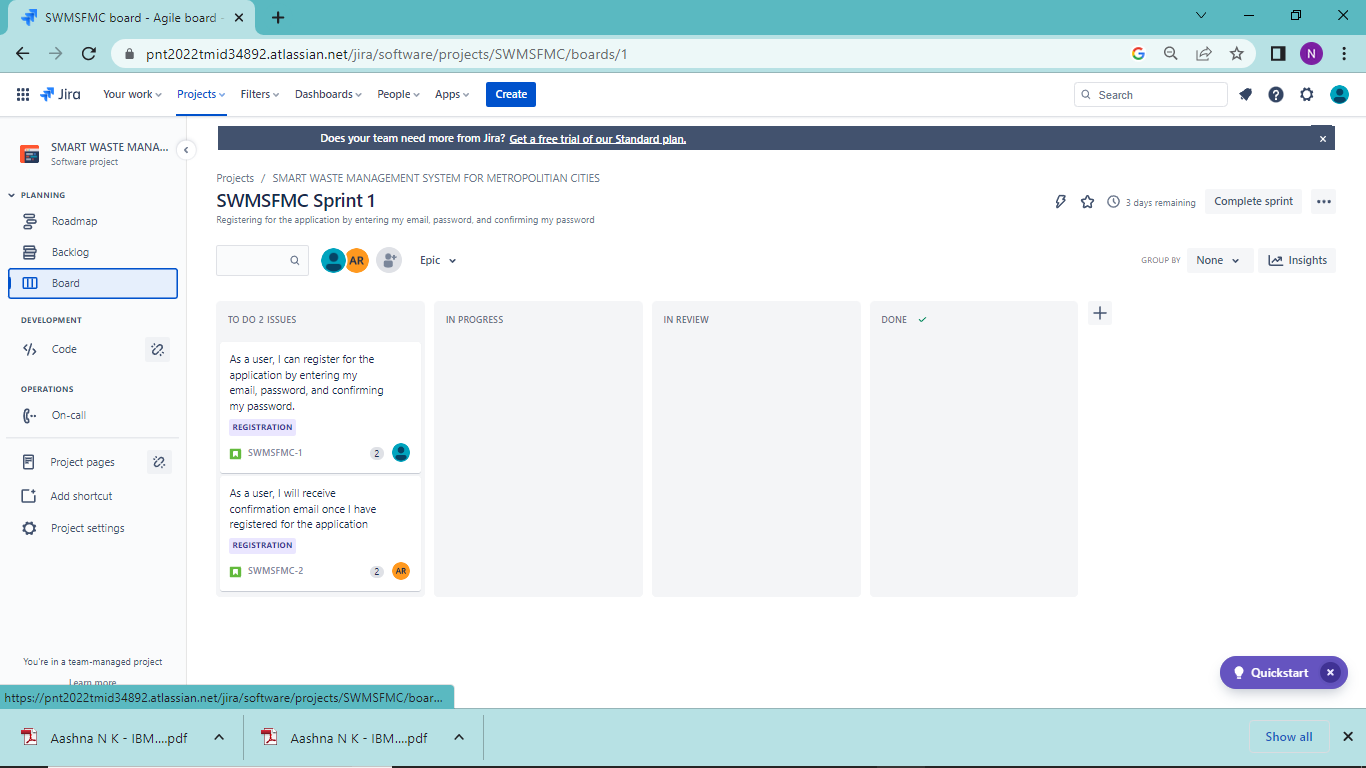 SWMSFMC board - Agile board -
pnt2022tmid34892.atlassian.net/jira/software/projects/SWMSFMC/boards/1
N
Jira
Your work
Projects
Filters
Dashboards
People
Apps
Create
Search
SMART WASTE MANA...
Software project
PLANNING
Roadmap
Backlog
Board
DEVELOPMENT
Code
OPERATIONS
On-call
Project pages
Add shortcut
Project settings
You're in a team-managed project
Learn more
Does your team need more from Jira? Get a free trial of our Standard plan.
Projects / SMART WASTE MANAGEMENT SYSTEM FOR METROPOLITIAN CITIES
SWMSFMC Sprint 1
Registering for the application by entering my email, password, and confirming my password
3 days remaining
Complete sprint
AR
Epic
GROUP BY
None
Insights
TO DO 2 ISSUES
As a user, I can register for the
application by entering my
email, password, and confirming
my password.
REGISTRATION
SWMSFMC-1
2
As a user, I will receive
confirmation email once I have
registered for the application
REGISTRATION
SWMSFMC-2
2
AR
IN PROGRESS
IN REVIEW
DONE
Quickstart
https://pnt2022tmid34892.atlassian.net/jira/software/projects/SWMSFMC/boar...
Aashna N K - IBM....pdf
Aashna N K - IBM....pdf
Show all